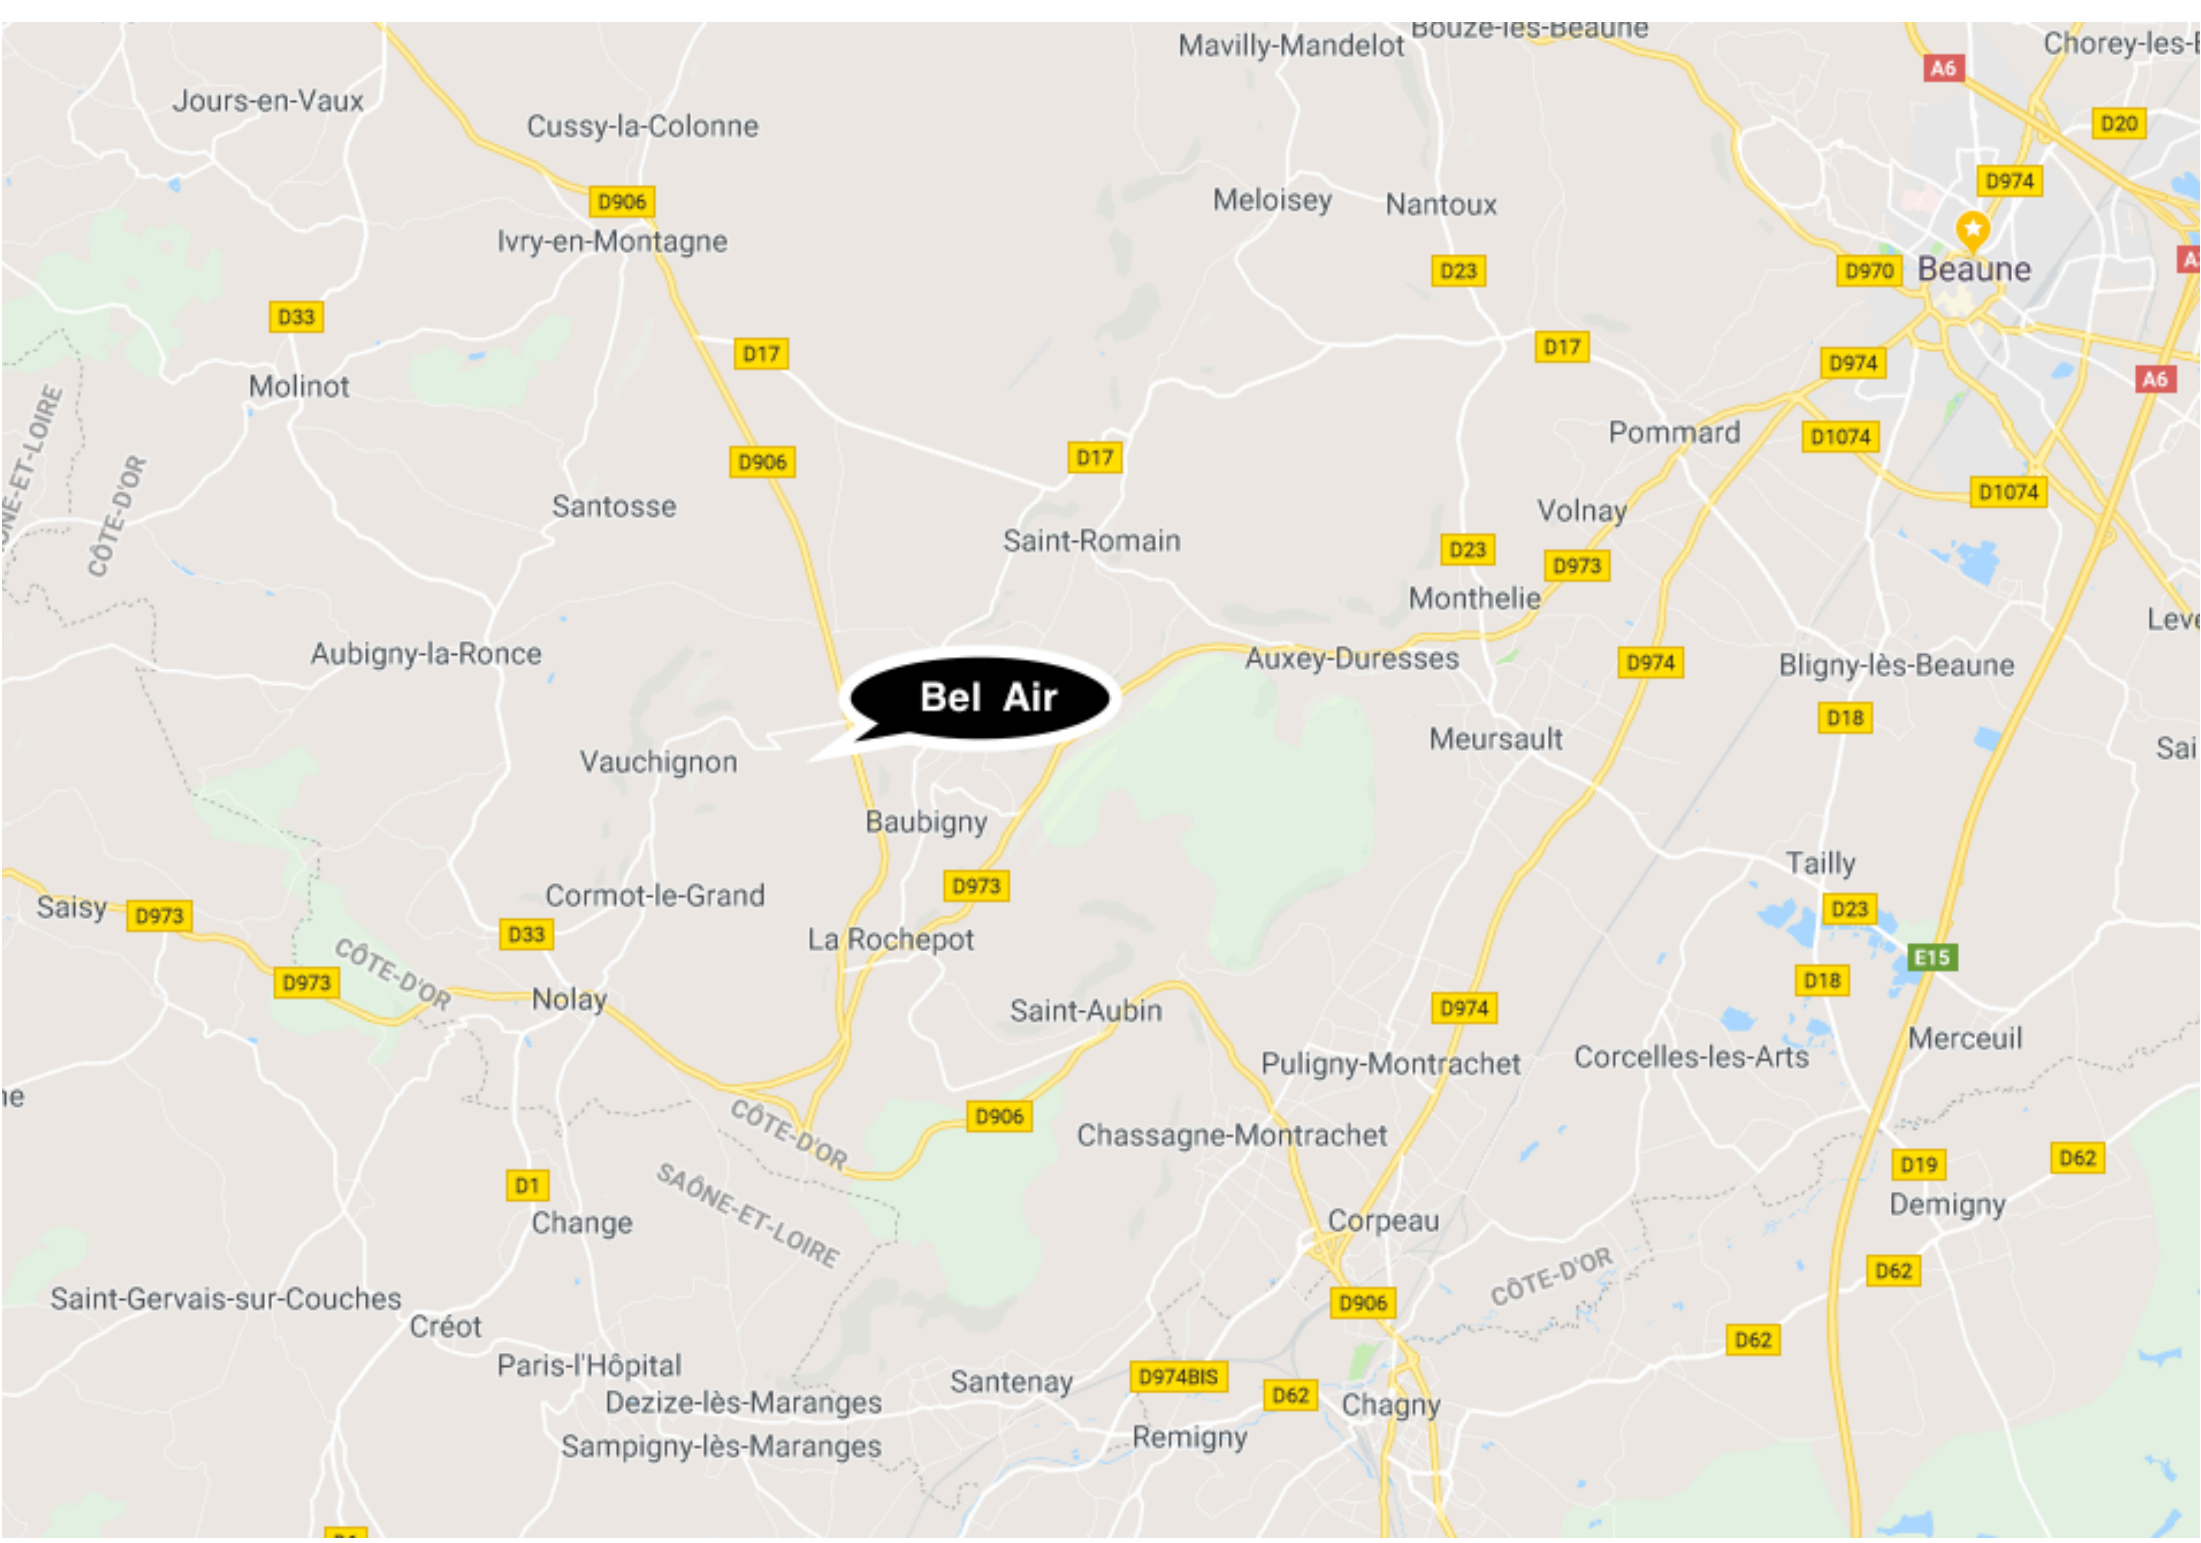 Bouze-lès-Beaune
Mavilly-Mandelot
Chorey-les-
A6
Jours-en-Vaux
Cussy-la-Colonne
D20
D974
D906
Meloisey
Nantoux
Ivry-en-Montagne
D23
D970
Beaune
A
D33
D17
D17
D974
A6
Molinot
Pommard
D1074
D906
D17
D1074
Santosse
Volnay
CÔTE-D'OR
Saint-Romain
D23
D973
Monthelie
Leve
Aubigny-la-Ronce
Auxey-Duresses
D974
Bligny-lès-Beaune
Bel Air
D18
Meursault
Sai
Vauchignon
Baubigny
Tailly
D973
Cormot-le-Grand
Saisy
D973
D23
D33
La Rochepot
E15
CÔTE-D'OR
D973
D18
Nolay
Saint-Aubin
D974
Merceuil
Puligny-Montrachet
Corcelles-les-Arts
ne
D906
CÔTE-D'OR
Chassagne-Montrachet
D62
D19
D1
SAÔNE-ET-LOIRE
Demigny
Change
Corpeau
D62
CÔTE-D'OR
Saint-Gervais-sur-Couches
D906
Créot
D62
Paris-l'Hôpital
Santenay
D974BIS
D62
Dezize-lès-Maranges
Chagny
Remigny
Sampigny-lès-Maranges